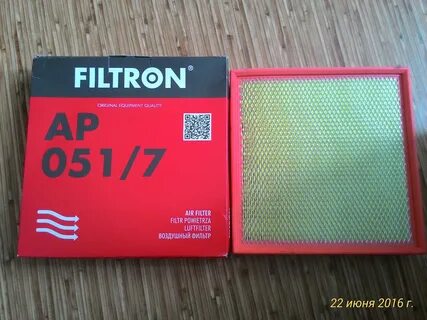 FILTRON
ORIGINAL EQUIPMENT QUALITY
AP
051/7
AIR FILTER
FILTR POWIETRZA
LUFTFILTER
ВОЗДУШНЫЙ ФИЛЬТР
22 июня 2016 г.